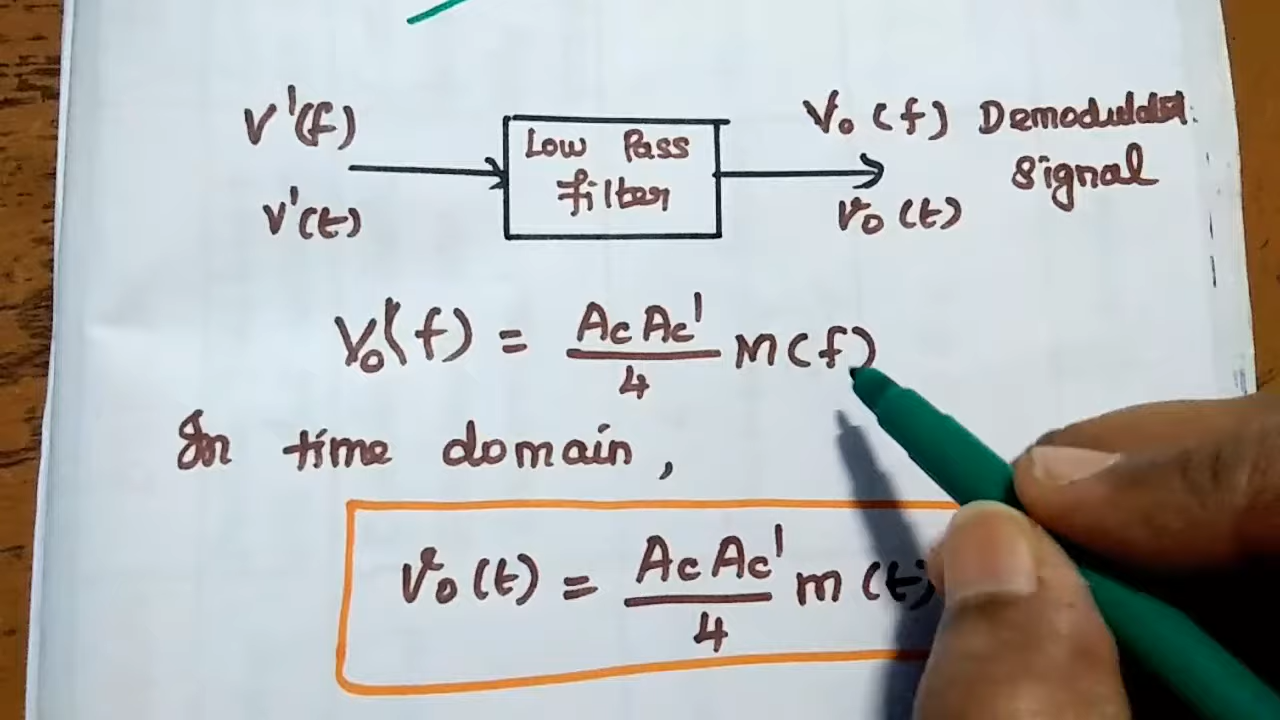 V'(f)
V'(t)
Low Pass
filter
V₀(f) Demodulated
Signal
V₀(t)
V₀'(f) = AcAc'/4 m(f)
In time domain,
V₀(t) = AcAc'/4 m(t)